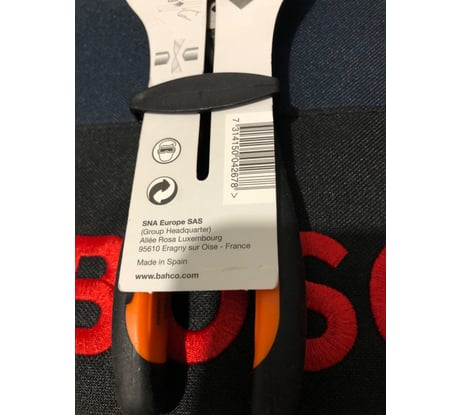 7 314150 042678 >
SNA Europe SAS
(Group Headquarter)
Allée Rosa Luxembourg
95610 Eragny sur Oise - France
Made in Spain
www.bahco.com
BOSC